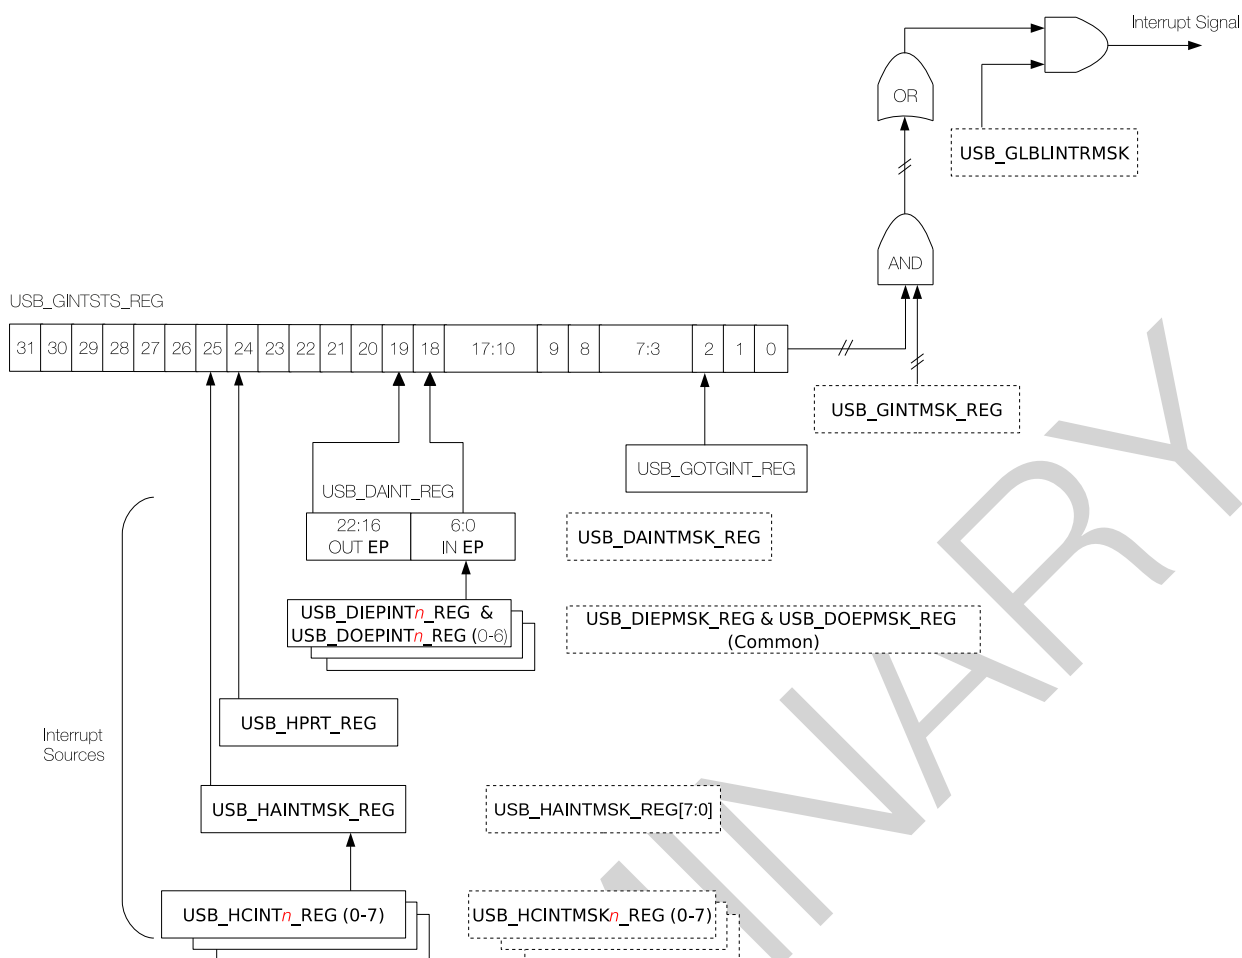 Interrupt Signal
OR
USB_GLBLINTRMSK
AND
USB_GINTSTS_REG
31 30 29 28 27 26 25 24 23 22 21 20 19 18 17:10 9 8 7:3 2 1 0
USB_GINTMSK_REG
USB_GOTGINT_REG
USB_DAINT_REG
22:16
OUT EP
6:0
IN EP
USB_DAINTMSK_REG
USB_DIEPINTn_REG &
USB_DOEPINTn_REG (0-6)
USB_DIEPMSK_REG & USB_DOEPMSK_REG
(Common)
USB_HPRT_REG
Interrupt
Sources
USB_HAINTMSK_REG
USB_HAINTMSK_REG[7:0]
USB_HCINTn_REG (0-7)
USB_HCINTMSKn_REG (0-7)
INARY